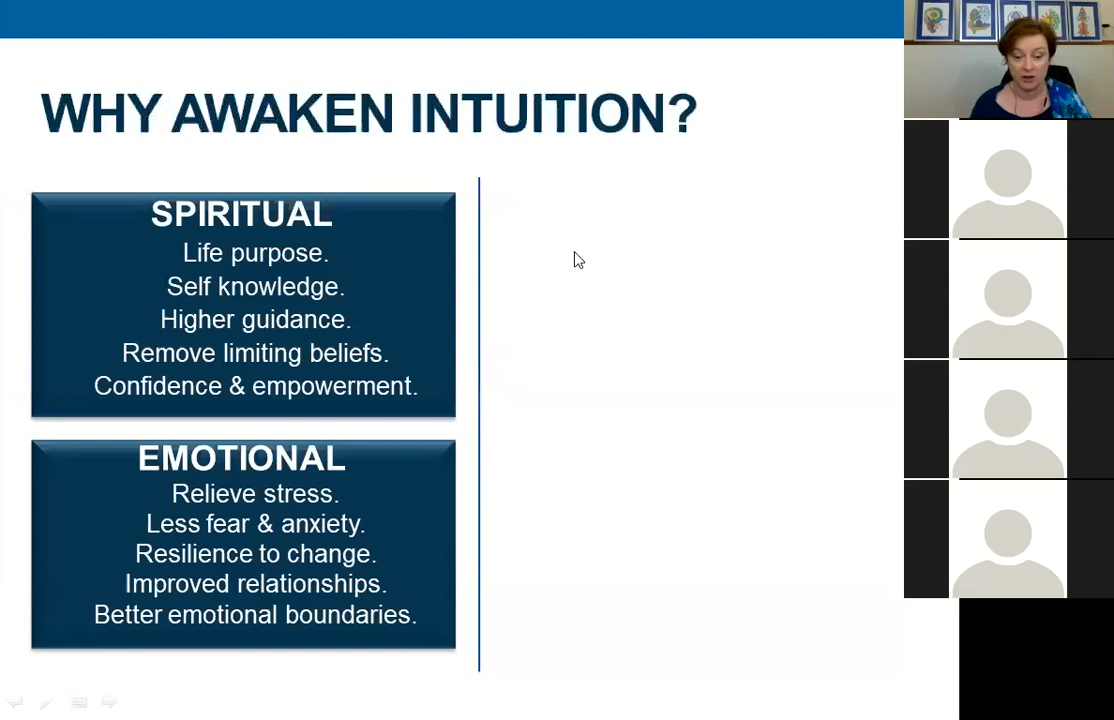 WHY AWAKEN INTUITION?
SPIRITUAL
Life purpose.
Self knowledge.
Higher guidance.
Remove limiting beliefs.
Confidence & empowerment.
EMOTIONAL
Relieve stress.
Less fear & anxiety.
Resilience to change.
Improved relationships.
Better emotional boundaries.